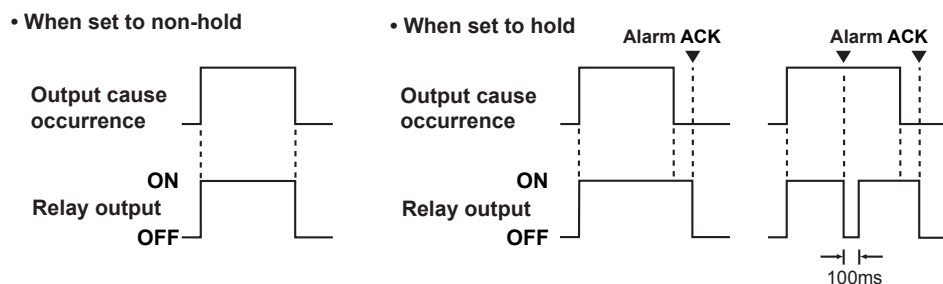 • When set to non-hold
Output cause
occurrence
ON
Relay output
OFF
• When set to hold
Alarm ACK
Alarm ACK
Output cause
occurrence
ON
Relay output
OFF
100ms